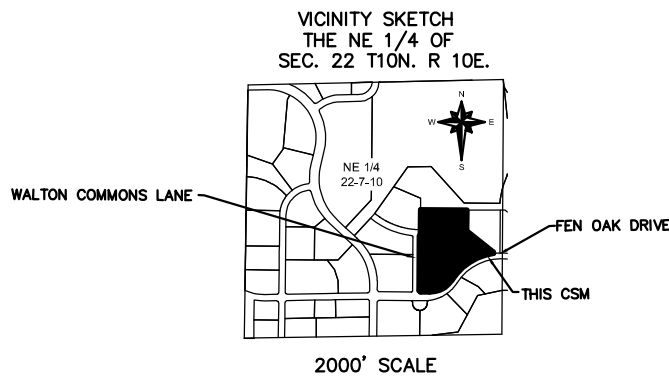 VICINITY SKETCH
THE NE 1/4 OF
SEC. 22 T10N. R 10E.
N
W E
S
NE 1/4
22-7-10
WALTON COMMONS LANE
FEN OAK DRIVE
THIS CSM
2000' SCALE